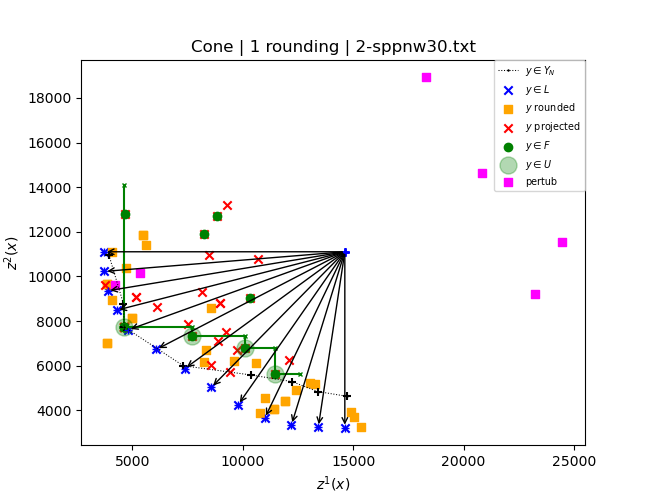 Cone | 1 rounding | 2-sppnw30.txt
y ∈ Y_N
y ∈ L
y rounded
y projected
y ∈ F
y ∈ U
pertub
z²(x)
18000
16000
14000
12000
10000
8000
6000
4000
5000 10000 15000 20000 25000
z¹(x)